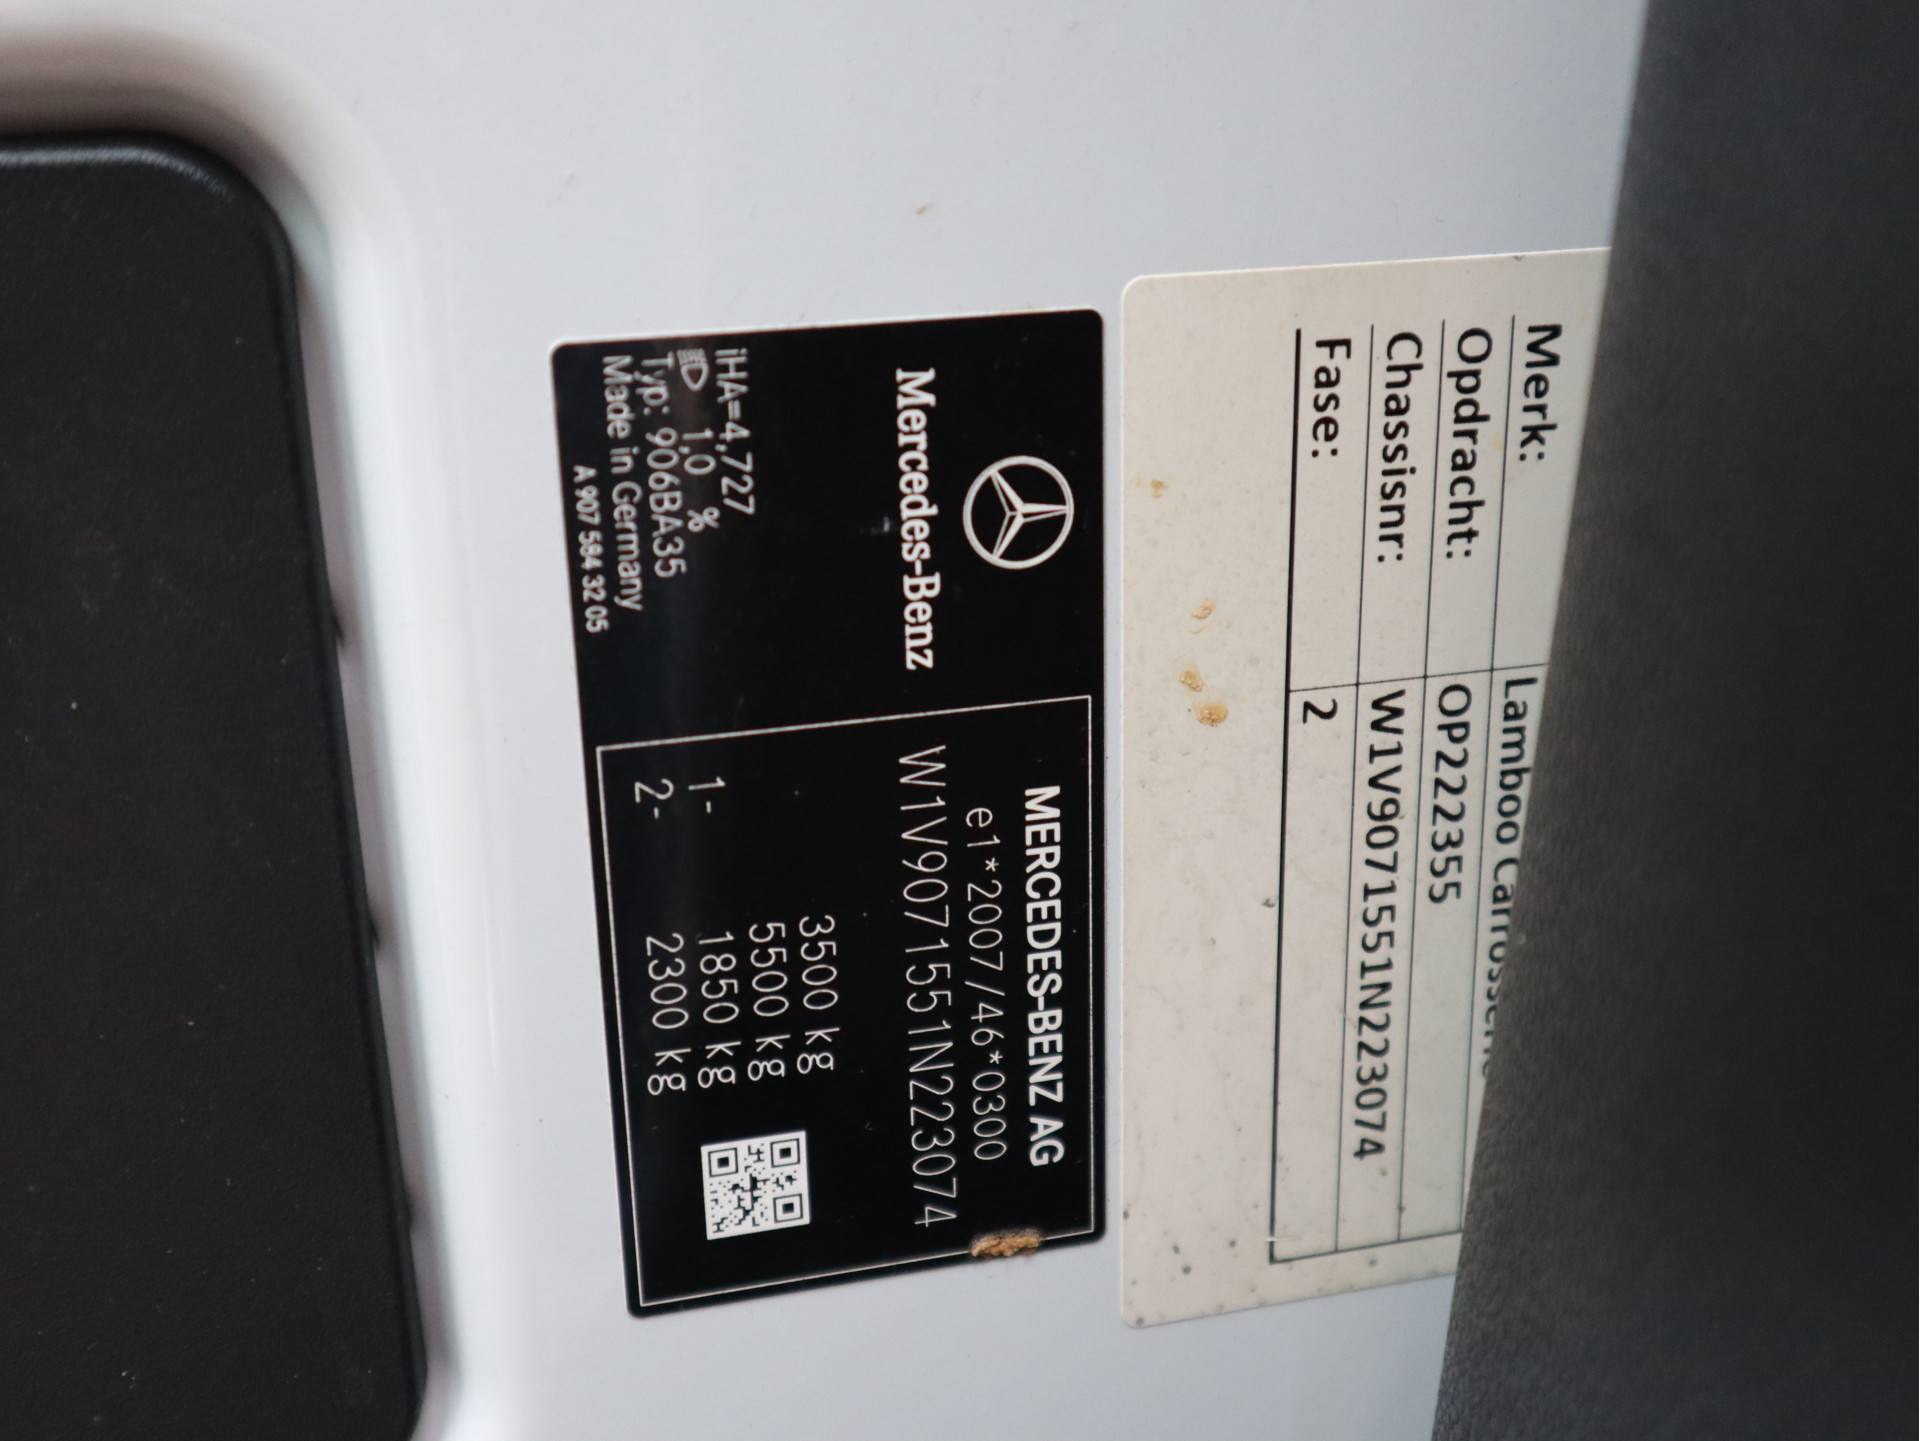 Merk: Lamboo
Opdracht: OP222355
Chassisnr: W1V9071551N223074
Fase: 2
Mercedes-Benz
iHA=4,727
1,0 %
Typ: 906BA35
Made in Germany
A 907 584 32 05
MERCEDES-BENZ AG
e1*2007/46*0300
W1V9071551N223074
3500 kg
5500 kg
1- 1850 kg
2- 2300 kg